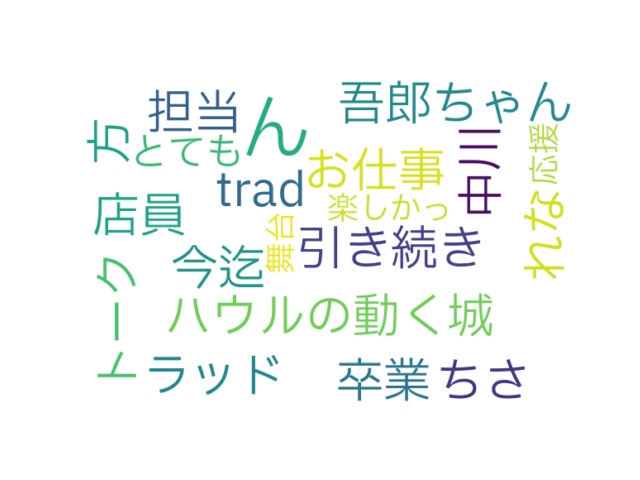 吾郎ちゃん
担当
ん
方
とても
応援
お仕事
中川
trad
店員
楽しかっ
れな
舞台
引き続き
今迄
トーク
ハウルの動く城
ラッド
卒業
ちさ